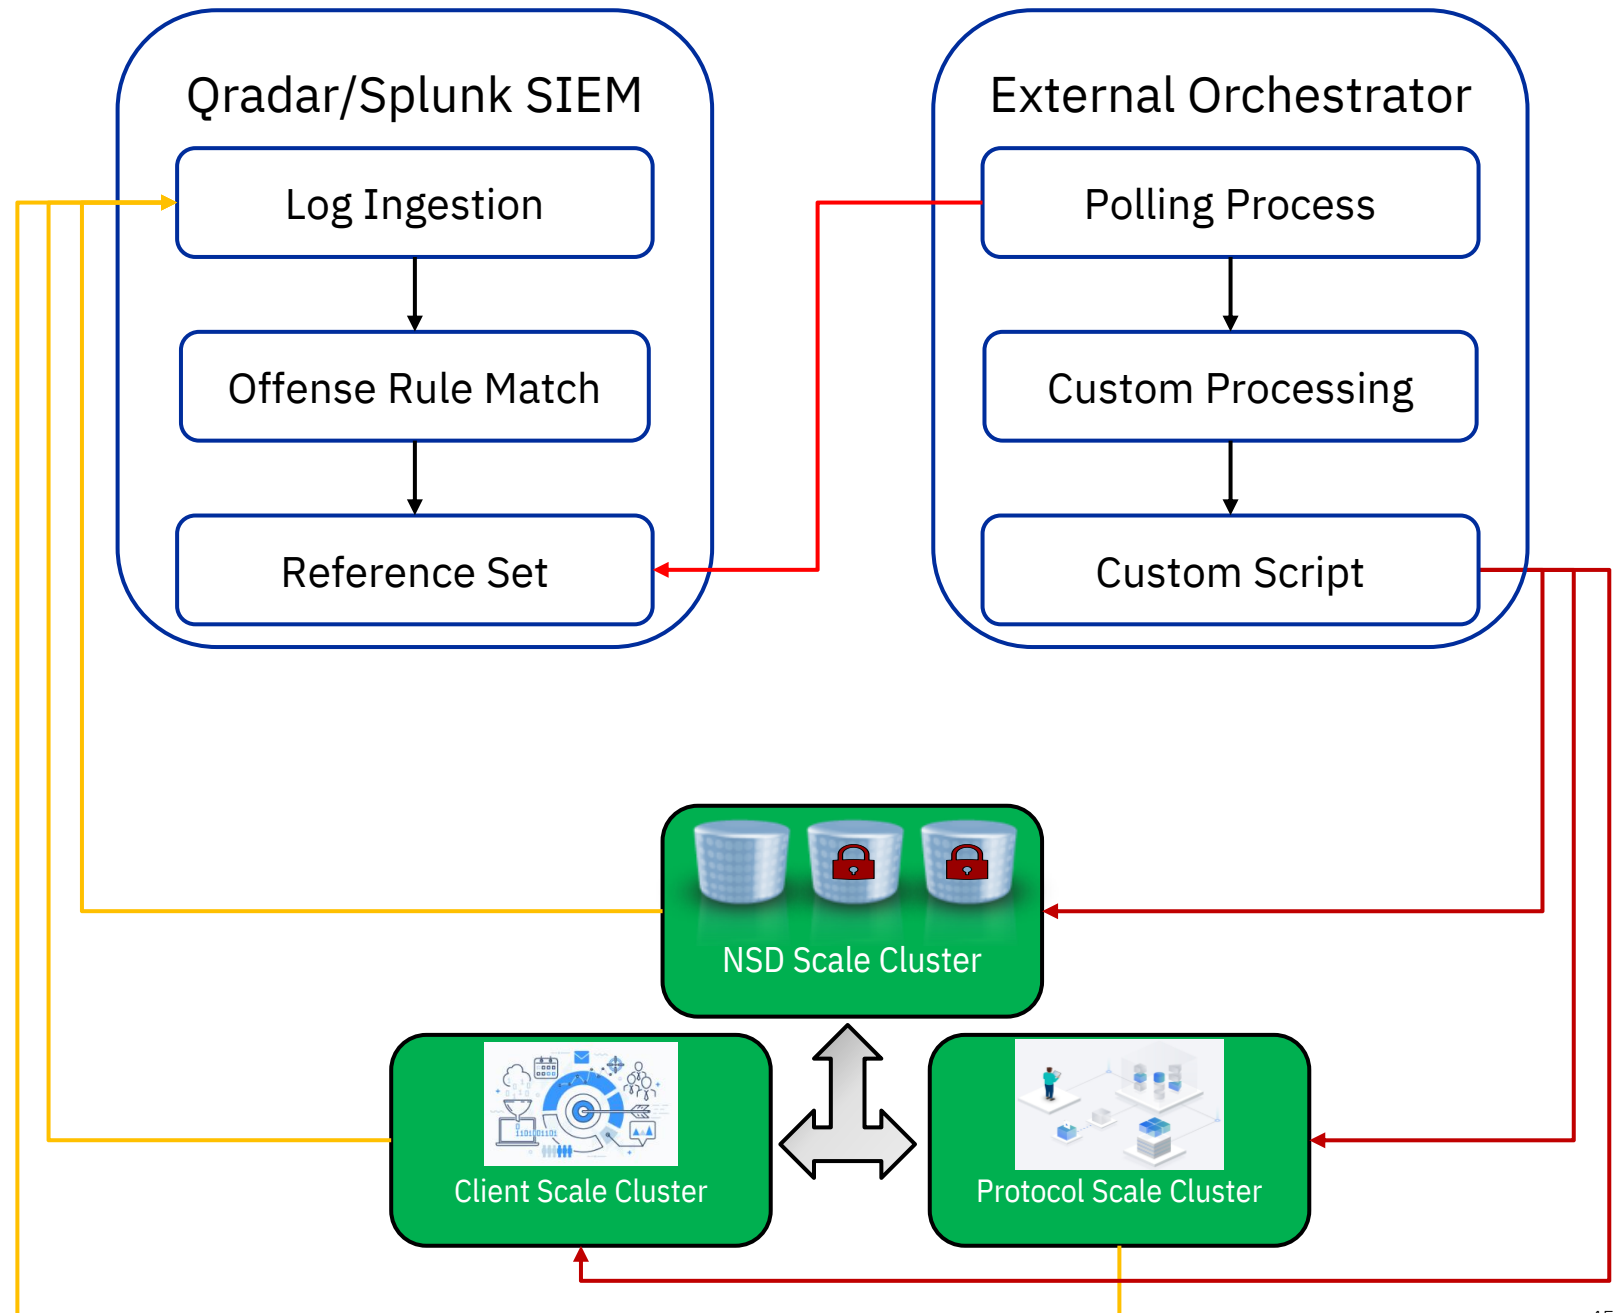 Qradar/Splunk SIEM
Log Ingestion
Offense Rule Match
Reference Set
External Orchestrator
Polling Process
Custom Processing
Custom Script
NSD Scale Cluster
Client Scale Cluster
Protocol Scale Cluster